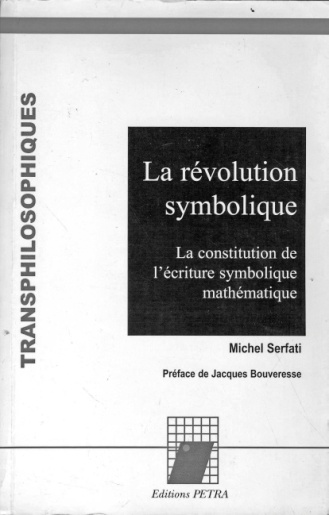 TRANSPHILOSOPHIQUES
La révolution
symbolique
La constitution de
l'écriture symbolique
mathématique
Michel Serfati
Préface de Jacques Bouveresse
Editions PETRA